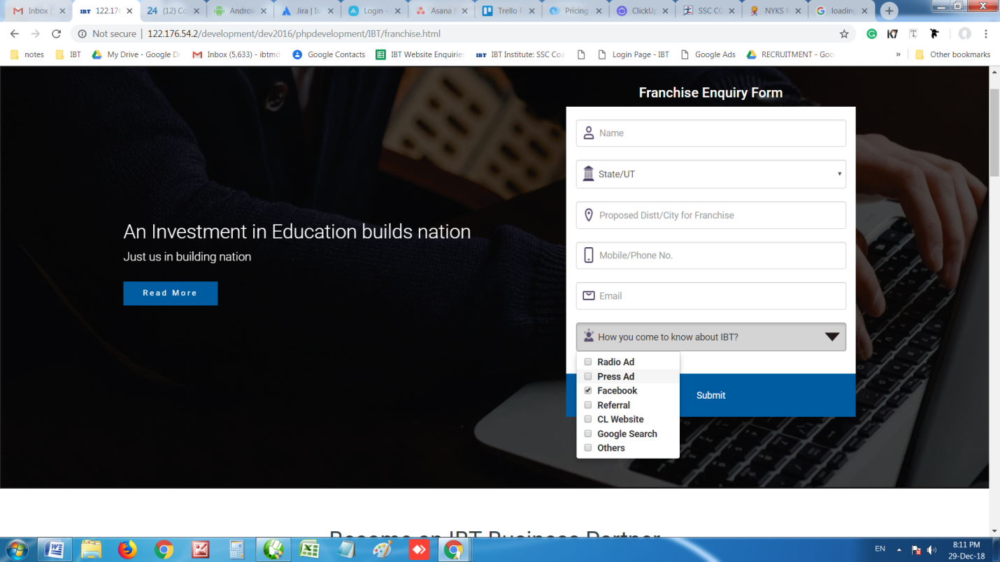 Inbox (
IBT 122.176
24 (12) Co
Androi
Jira | Is
Login -
Asana
Trello
Pricing
ClickUp
SSC CG
NYKS R
loading
Not secure | 122.176.54.2/development/dev2016/phpdevelopment/IBT/franchise.html
notes
IBT
My Drive - Google Dr
Inbox (5,633) - ibtmd
Google Contacts
IBT Website Enquiries
IBT IBT Institute: SSC Coa
Login Page - IBT
Google Ads
RECRUITMENT - Goo
» Other bookmarks
Franchise Enquiry Form
Name
State/UT
Proposed Distt/City for Franchise
Mobile/Phone No.
Email
How you come to know about IBT?
Radio Ad
Press Ad
Facebook
Referral
CL Website
Google Search
Others
Submit
An Investment in Education builds nation
Just us in building nation
Read More
Become an IBT Business Partner
EN
8:11 PM
29-Dec-18